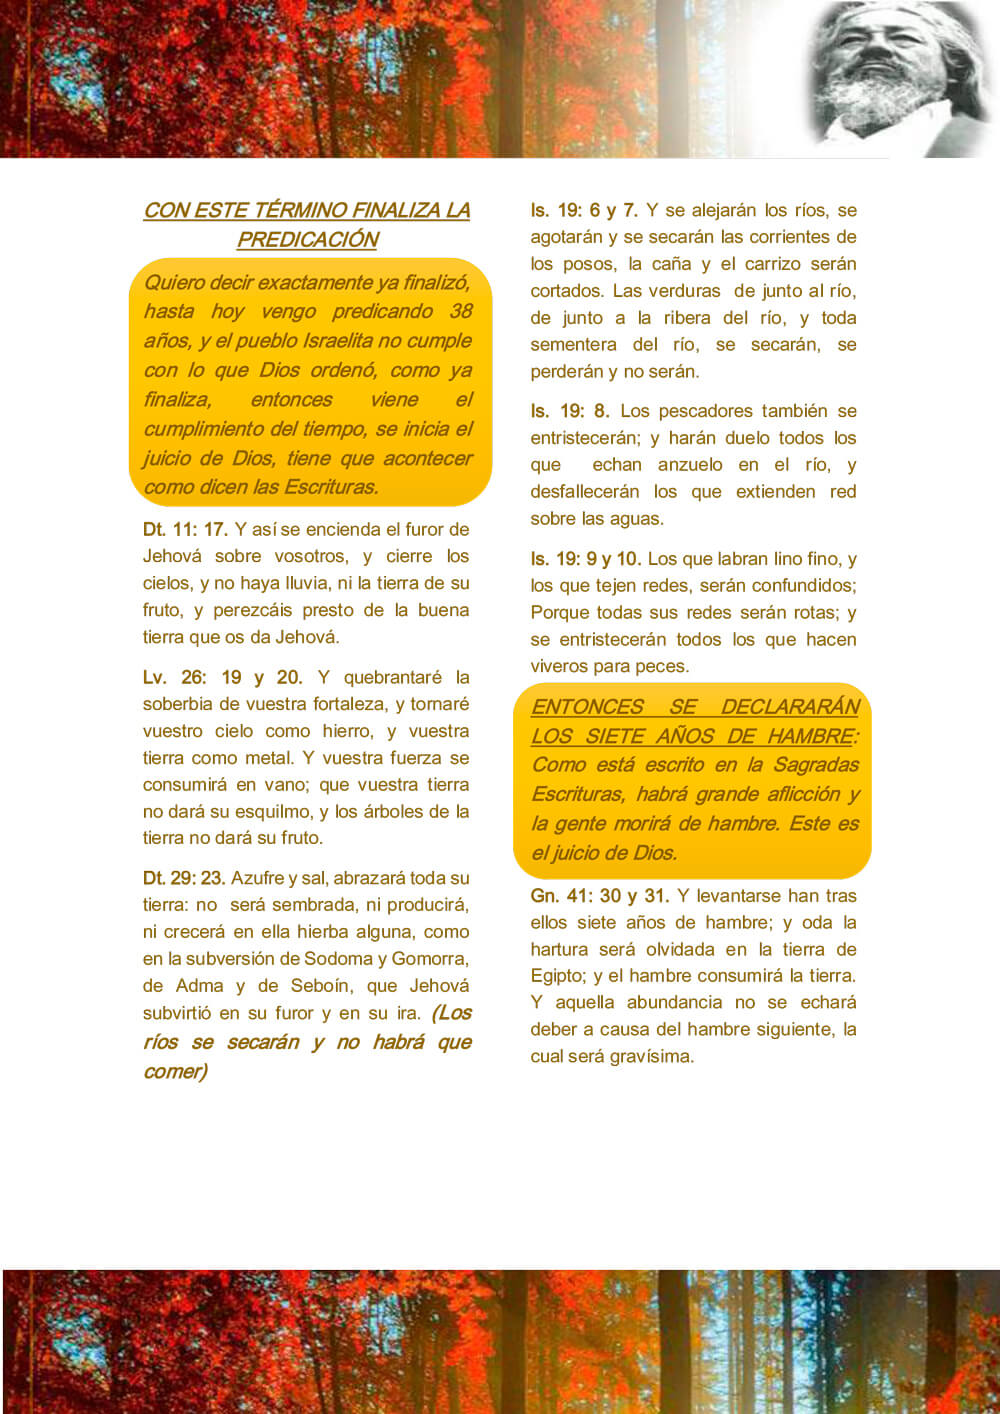 CON ESTE TÉRMINO FINALIZA LA
PREDICACIÓN
Quiero decir exactamente ya finalizó,
hasta hoy vengo predicando 38
años, y el pueblo Israelita no cumple
con lo que Dios ordenó, como ya
finaliza, entonces viene el
cumplimiento del tiempo, se inicia el
juicio de Dios, tiene que acontecer
como dicen las Escrituras.
Dt. 11: 17. Y así se encienda el furor de
Jehová sobre vosotros, y cierre los
cielos, y no haya lluvia, ni la tierra de su
fruto, y perezcáis presto de la buena
tierra que os da Jehová.
Lv. 26: 19 y 20. Y quebrantaré la
soberbia de vuestra fortaleza, y tornaré
vuestro cielo como hierro, y vuestra
tierra como metal. Y vuestra fuerza se
consumirá en vano; que vuestra tierra
no dará su esquilmo, y los árboles de la
tierra no dará su fruto.
Dt. 29: 23. Azufre y sal, abrazará toda su
tierra: no será sembrada, ni producirá,
ni crecerá en ella hierba alguna, como
en la subversión de Sodoma y Gomorra,
de Adma y de Seboín, que Jehová
subvirtió en su furor y en su ira. (Los
ríos se secarán y no habrá que
comer)
Is. 19: 6 y 7. Y se alejarán los ríos, se
agotarán y se secarán las corrientes de
los posos, la caña y el carrizo serán
cortados. Las verduras de junto al río,
de junto a la ribera del río, y toda
sementera del río, se secarán, se
perderán y no serán.
Is. 19: 8. Los pescadores también se
entristecerán; y harán duelo todos los
que echan anzuelo en el río, y
desfallecerán los que extienden red
sobre las aguas.
Is. 19: 9 y 10. Los que labran lino fino, y
los que tejen redes, serán confundidos;
Porque todas sus redes serán rotas; y
se entristecerán todos los que hacen
viveros para peces.
ENTONCES SE DECLARARÁN
LOS SIETE AÑOS DE HAMBRE:
Como está escrito en la Sagradas
Escrituras, habrá grande aflicción y
la gente morirá de hambre. Este es
el juicio de Dios.
Gn. 41: 30 y 31. Y levantarse han tras
ellos siete años de hambre; y oda la
hartura será olvidada en la tierra de
Egipto; y el hambre consumirá la tierra.
Y aquella abundancia no se echará
deber a causa del hambre siguiente, la
cual será gravísima.